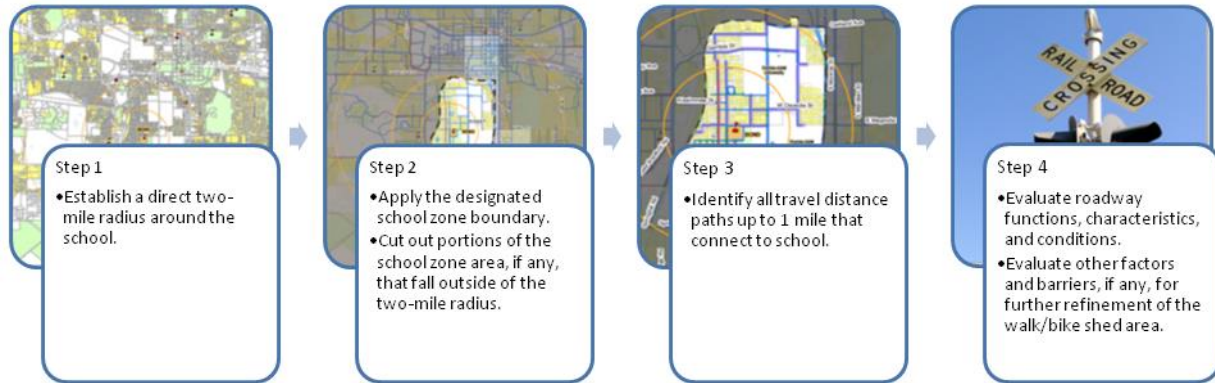 RAIL ROAD
CROSSING
Step 1
•Establish a direct two-
mile radius around the
school.
Step 2
•Apply the designated
school zone boundary.
•Cut out portions of the
school zone area, if any,
that fall outside of the
two-mile radius.
Step 3
•Identify all travel distance
paths up to 1 mile that
connect to school.
Step 4
•Evaluate roadway
functions, characteristics,
and conditions.
•Evaluate other factors
and barriers, if any, for
further refinement of the
walk/bike shed area.